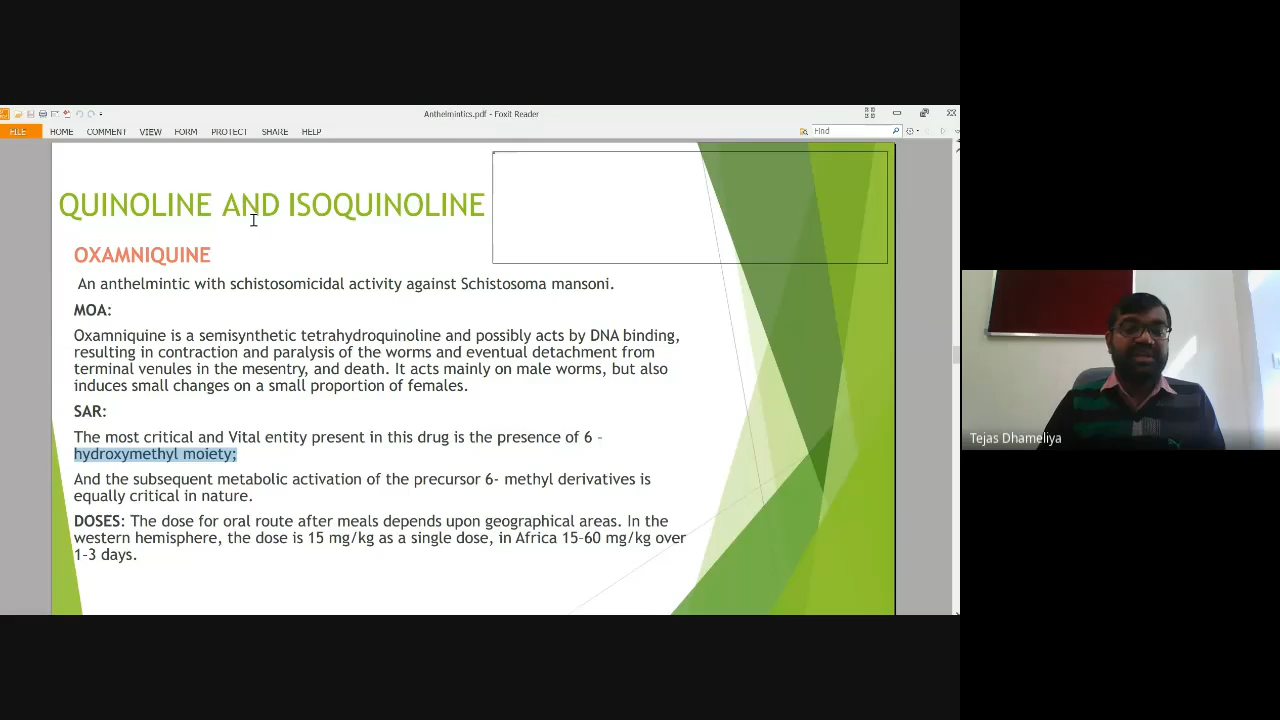 Anthelmintics.pdf - Foxit Reader
FILE HOME COMMENT VIEW FORM PROTECT SHARE HELP Find
QUINOLINE AND ISOQUINOLINE
OXAMNIQUINE
An anthelmintic with schistosomicidal activity against Schistosoma mansoni.
MOA:
Oxamniquine is a semisynthetic tetrahydroquinoline and possibly acts by DNA binding,
resulting in contraction and paralysis of the worms and eventual detachment from
terminal venules in the mesentry, and death. It acts mainly on male worms, but also
induces small changes on a small proportion of females.
SAR:
The most critical and Vital entity present in this drug is the presence of 6 -
hydroxymethyl moiety;
And the subsequent metabolic activation of the precursor 6- methyl derivatives is
equally critical in nature.
DOSES: The dose for oral route after meals depends upon geographical areas. In the
western hemisphere, the dose is 15 mg/kg as a single dose, in Africa 15-60 mg/kg over
1-3 days.
Tejas Dhameliya